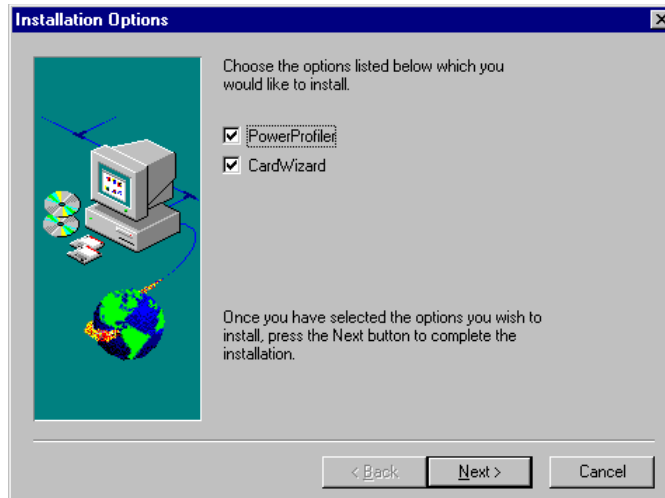 Installation Options
Choose the options listed below which you
would like to install.
PowerProfiler
CardWizard
Once you have selected the options you wish to
install, press the Next button to complete the
installation.
< Back
Next >
Cancel